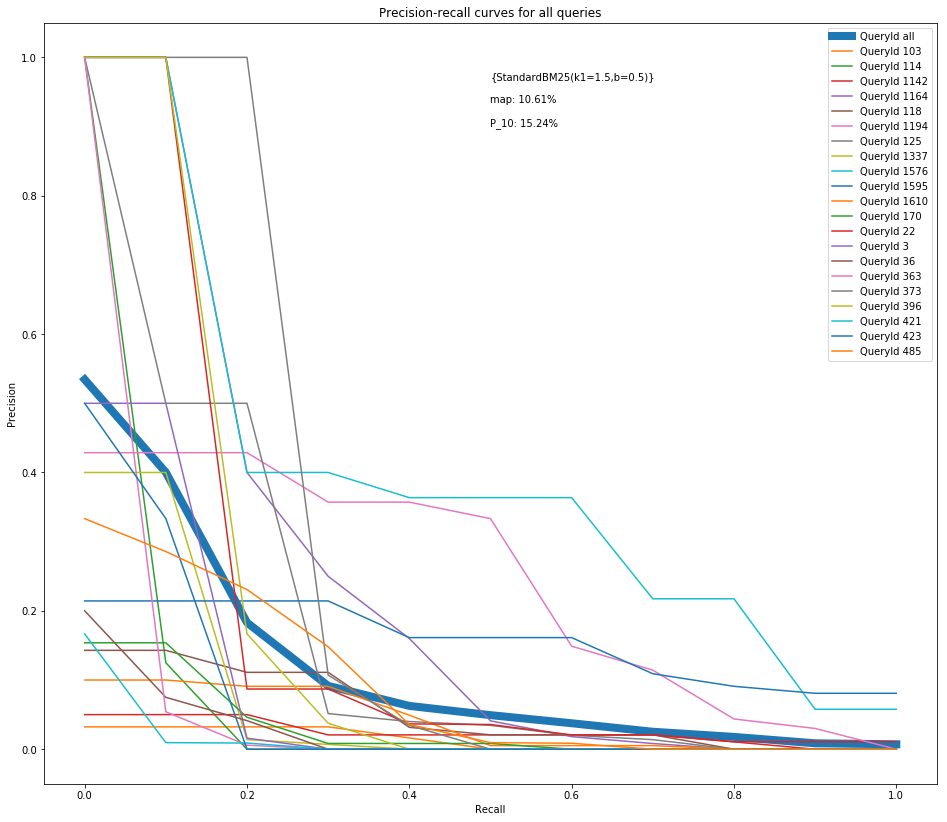 Precision-recall curves for all queries
{StandardBM25(k1=1.5,b=0.5)}
map: 10.61%
P_10: 15.24%
QueryId all
QueryId 103
QueryId 114
QueryId 1142
QueryId 1164
QueryId 118
QueryId 1194
QueryId 125
QueryId 1337
QueryId 1576
QueryId 1595
QueryId 1610
QueryId 170
QueryId 22
QueryId 3
QueryId 36
QueryId 363
QueryId 373
QueryId 396
QueryId 421
QueryId 423
QueryId 485
Precision
1.0
0.8
0.6
0.4
0.2
0.0
0.0 0.2 0.4 0.6 0.8 1.0
Recall